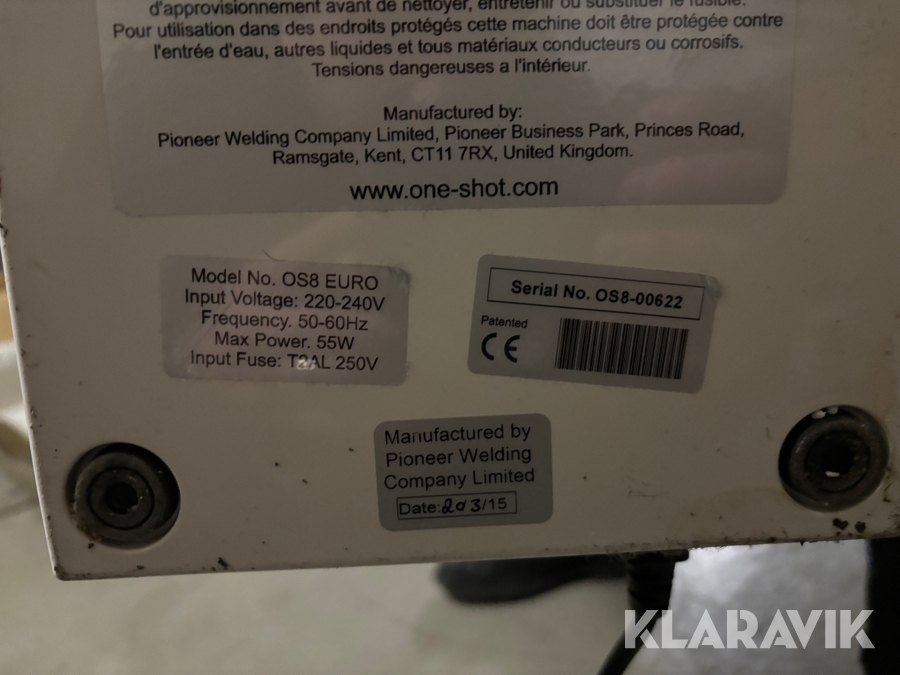 d'approvisionnement avant de nettoyer, entretenir ou substituer le fusible.
Pour utilisation dans des endroits protégés cette machine doit être protégée contre
l'entrée d'eau, autres liquides et tous matériaux conducteurs ou corrosifs.
Tensions dangereuses a l'intérieur.
Manufactured by:
Pioneer Welding Company Limited, Pioneer Business Park, Princes Road,
Ramsgate, Kent, CT11 7RX, United Kingdom.
www.one-shot.com
Model No. OS8 EURO
Input Voltage: 220-240V
Frequency. 50-60Hz
Max Power. 55W
Input Fuse: T2AL 250V
Serial No. OS8-00622
Patented
CE
Manufactured by
Pioneer Welding
Company Limited
Date: 203/15
KLARAVIK